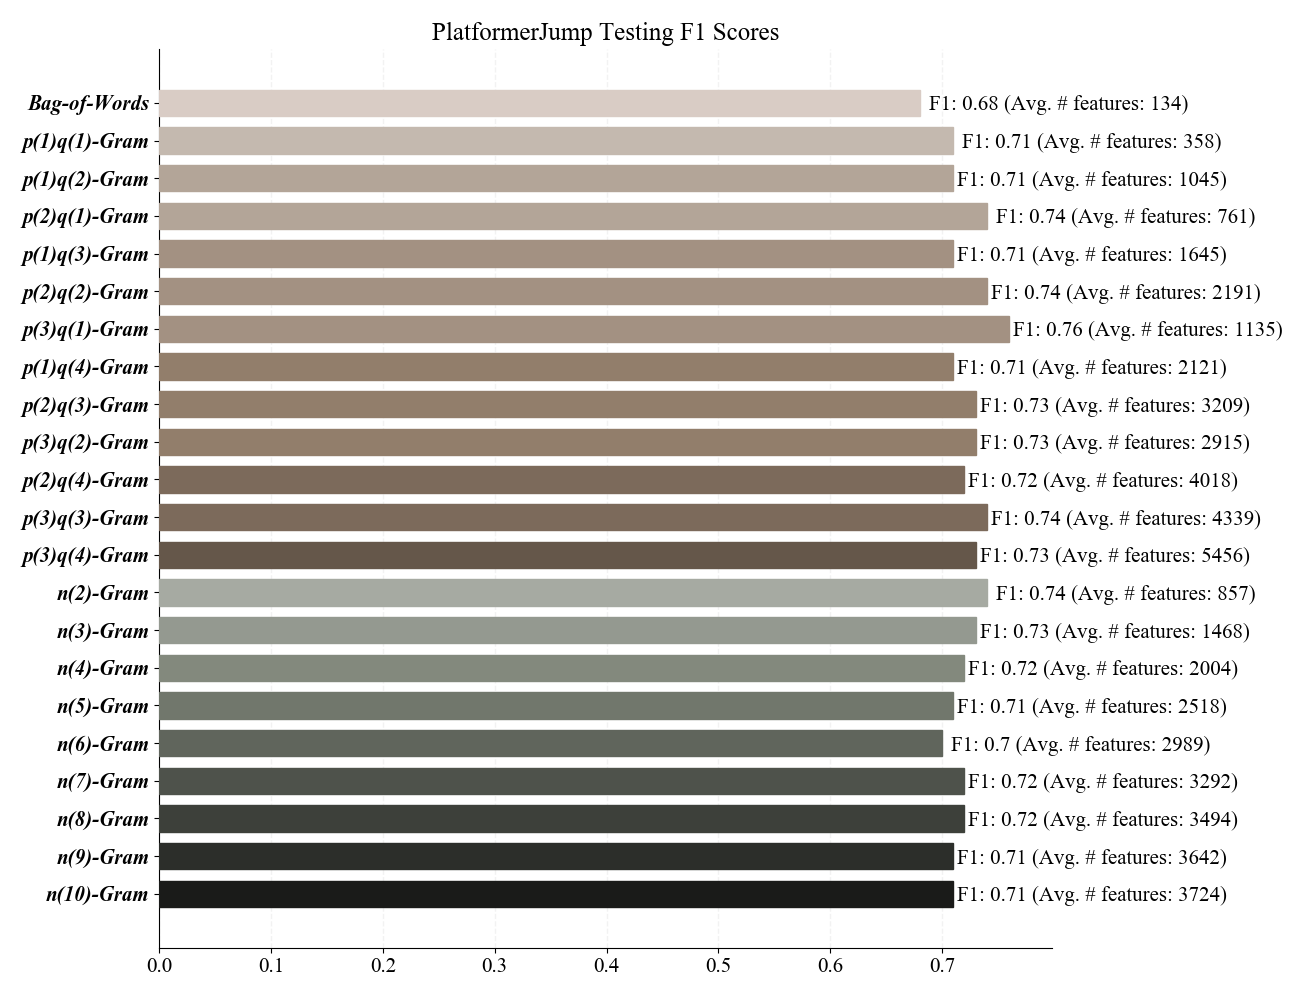 PlatformerJump Testing F1 Scores
Bag-of-Words F1: 0.68 (Avg. # features: 134)
p(1)q(1)-Gram F1: 0.71 (Avg. # features: 358)
p(1)q(2)-Gram F1: 0.71 (Avg. # features: 1045)
p(2)q(1)-Gram F1: 0.74 (Avg. # features: 761)
p(1)q(3)-Gram F1: 0.71 (Avg. # features: 1645)
p(2)q(2)-Gram F1: 0.74 (Avg. # features: 2191)
p(3)q(1)-Gram F1: 0.76 (Avg. # features: 1135)
p(1)q(4)-Gram F1: 0.71 (Avg. # features: 2121)
p(2)q(3)-Gram F1: 0.73 (Avg. # features: 3209)
p(3)q(2)-Gram F1: 0.73 (Avg. # features: 2915)
p(2)q(4)-Gram F1: 0.72 (Avg. # features: 4018)
p(3)q(3)-Gram F1: 0.74 (Avg. # features: 4339)
p(3)q(4)-Gram F1: 0.73 (Avg. # features: 5456)
n(2)-Gram F1: 0.74 (Avg. # features: 857)
n(3)-Gram F1: 0.73 (Avg. # features: 1468)
n(4)-Gram F1: 0.72 (Avg. # features: 2004)
n(5)-Gram F1: 0.71 (Avg. # features: 2518)
n(6)-Gram F1: 0.7 (Avg. # features: 2989)
n(7)-Gram F1: 0.72 (Avg. # features: 3292)
n(8)-Gram F1: 0.72 (Avg. # features: 3494)
n(9)-Gram F1: 0.71 (Avg. # features: 3642)
n(10)-Gram F1: 0.71 (Avg. # features: 3724)
0.0 0.1 0.2 0.3 0.4 0.5 0.6 0.7